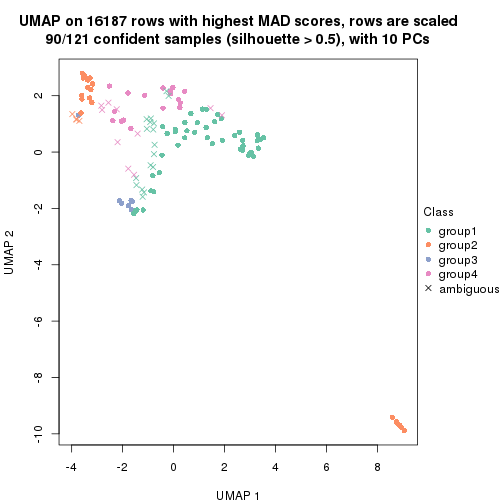 UMAP on 16187 rows with highest MAD scores, rows are scaled
90/121 confident samples (silhouette > 0.5), with 10 PCs
UMAP 2
2
0
-2
-4
-6
-8
-10
-4
-2
0
2
4
6
8
UMAP 1
Class
group1
group2
group3
group4
ambiguous